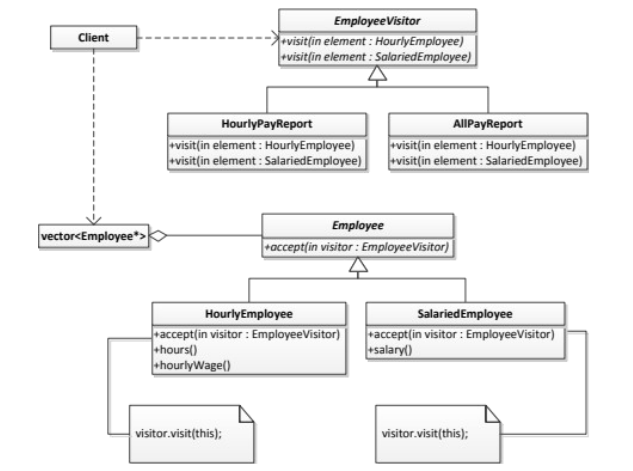 EmployeeVisitor
Client
+visit(in element : HourlyEmployee)
+visit(in element : SalariedEmployee)
HourlyPayReport
+visit(in element : HourlyEmployee)
+visit(in element : SalariedEmployee)
AllPayReport
+visit(in element : HourlyEmployee)
+visit(in element : SalariedEmployee)
Employee
vector<Employee*>
+accept(in visitor : EmployeeVisitor)
HourlyEmployee
+accept(in visitor : EmployeeVisitor)
+hours()
+hourlyWage()
SalariedEmployee
+accept(in visitor : EmployeeVisitor)
+salary()
visitor.visit(this);
visitor.visit(this);